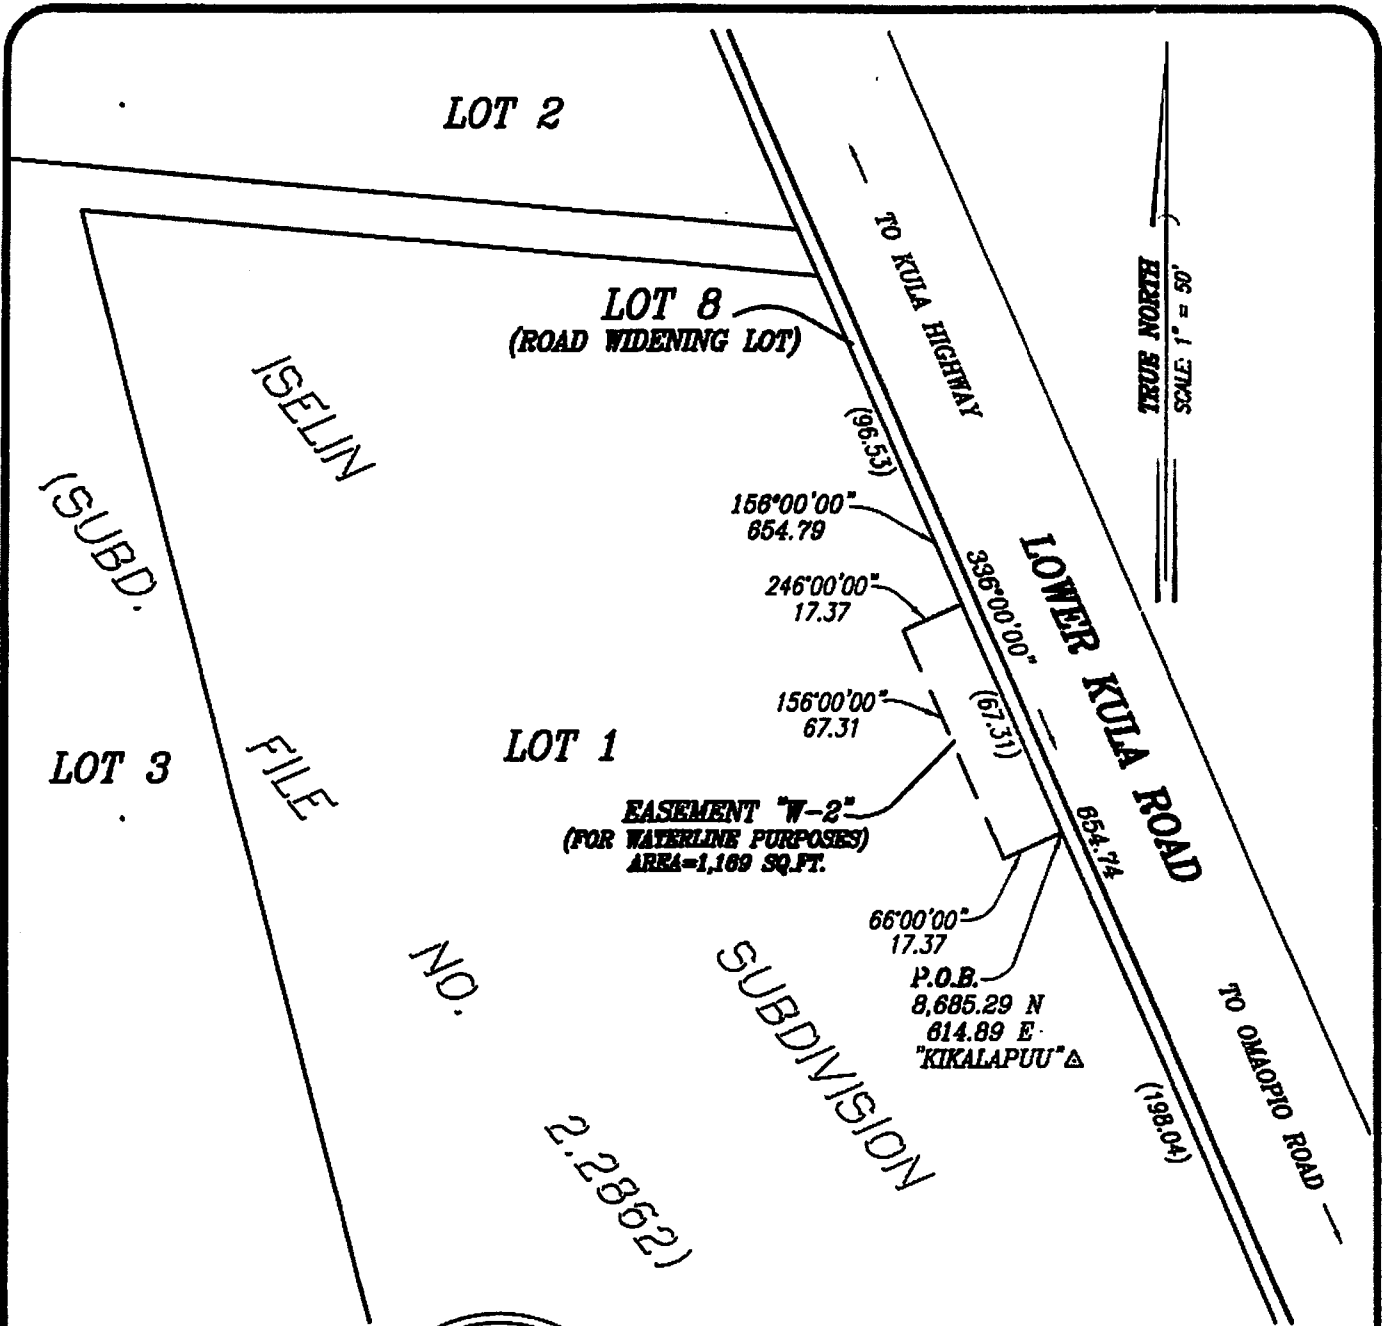 LOT 2
TO KULA HIGHWAY
TRUE NORTH
SCALE: 1" = 50'
LOT 8
(ROAD WIDENING LOT)
ISELIN
(SUBD.
(96.53)
156°00'00"
654.79
336°00'00"
LOWER KULA ROAD
246°00'00"
17.37
156°00'00"
67.31
(67.31)
LOT 1
LOT 3
FILE
EASEMENT "W-2"
(FOR WATERLINE PURPOSES)
AREA=1,169 SQ.FT.
654.74
66°00'00"
17.37
P.O.B.
8,685.29 N
614.89 E
"KIKALAPUU"
NO.
SUBDIVISION
TO OMAOPIO ROAD
(198.04)
2.2862)